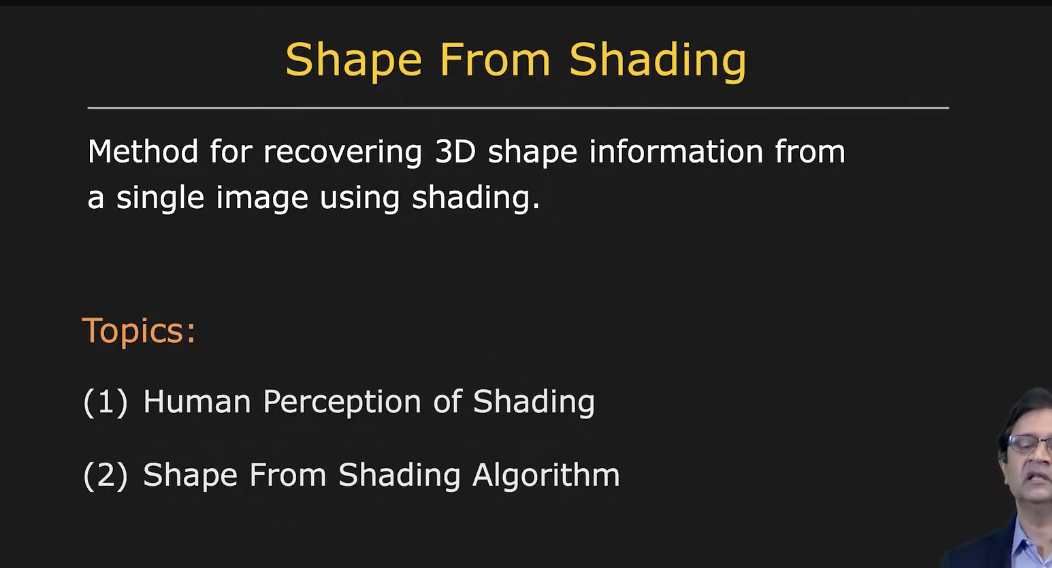 Shape From Shading
Method for recovering 3D shape information from
a single image using shading.
Topics:
(1) Human Perception of Shading
(2) Shape From Shading Algorithm